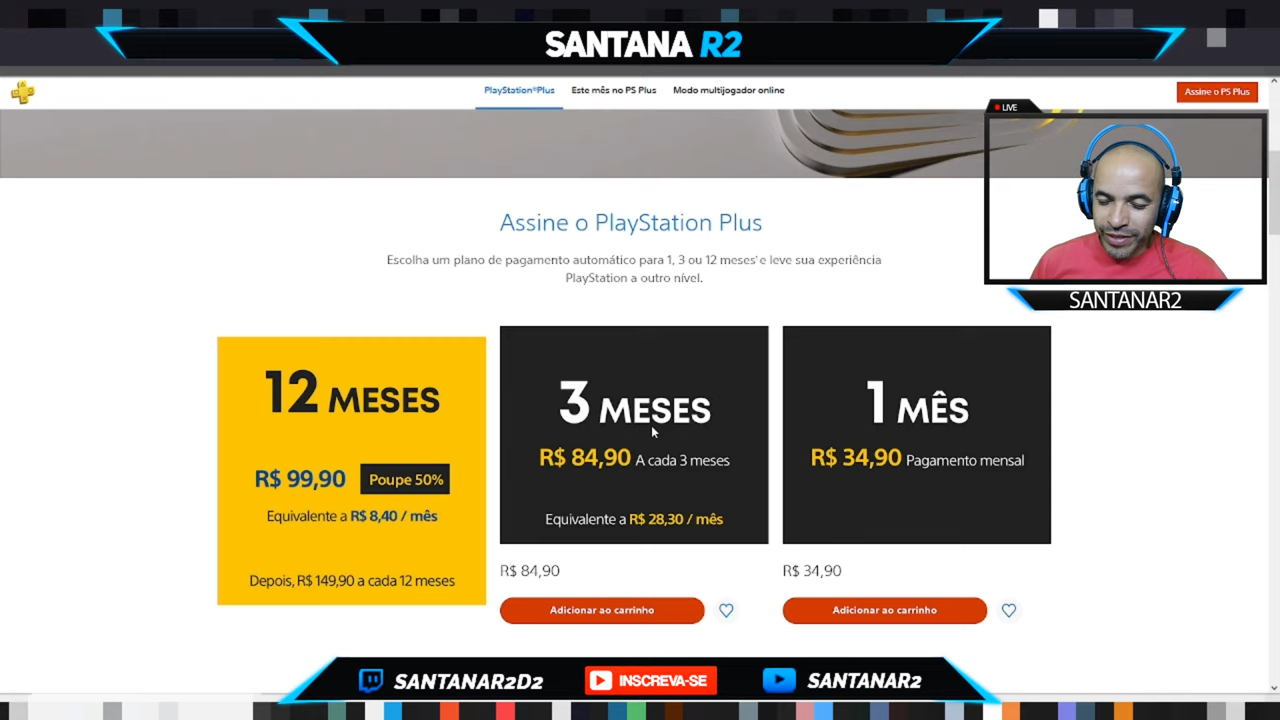 SANTANA R2
PlayStation®Plus
Este mês no PS Plus
Modo multijogador online
Assine o PS Plus
LIVE
SANTANAR2
Assine o PlayStation Plus
Escolha um plano de pagamento automático para 1, 3 ou 12 meses¹ e leve sua experiência
PlayStation a outro nível.
12 MESES
R$ 99,90
Poupe 50%
Equivalente a R$ 8,40 / mês
Depois, R$ 149,90 a cada 12 meses
3 MESES
R$ 84,90 A cada 3 meses
Equivalente a R$ 28,30 / mês
R$ 84,90
Adicionar ao carrinho
1 MÊS
R$ 34,90 Pagamento mensal
R$ 34,90
Adicionar ao carrinho
SANTANAR2D2
INSCREVA-SE
SANTANAR2